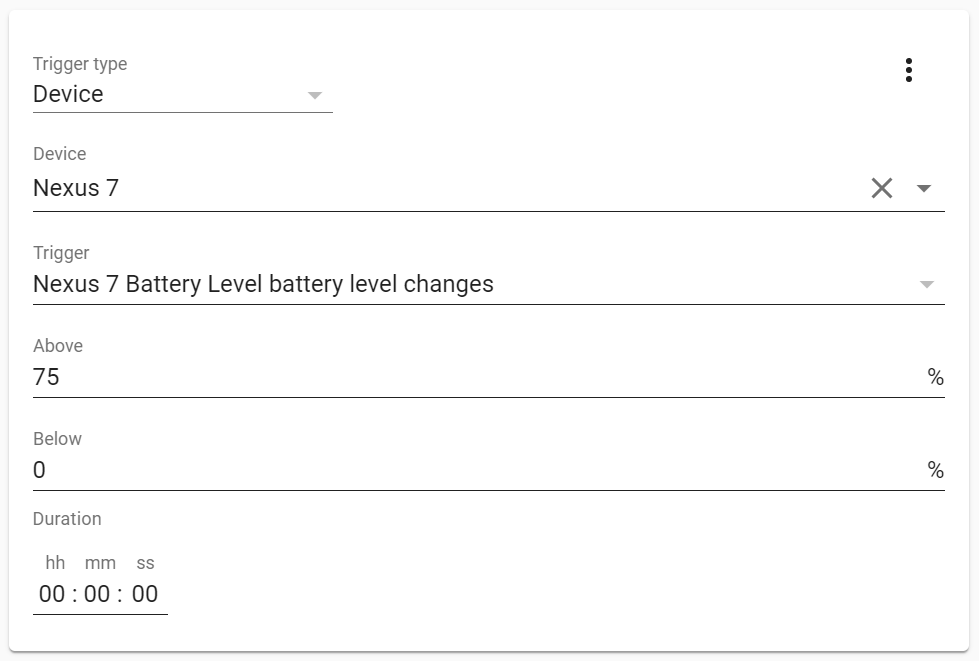 Trigger type
Device
Device
Nexus 7
Trigger
Nexus 7 Battery Level battery level changes
Above
75 %
Below
0 %
Duration
hh mm ss
00 : 00 : 00